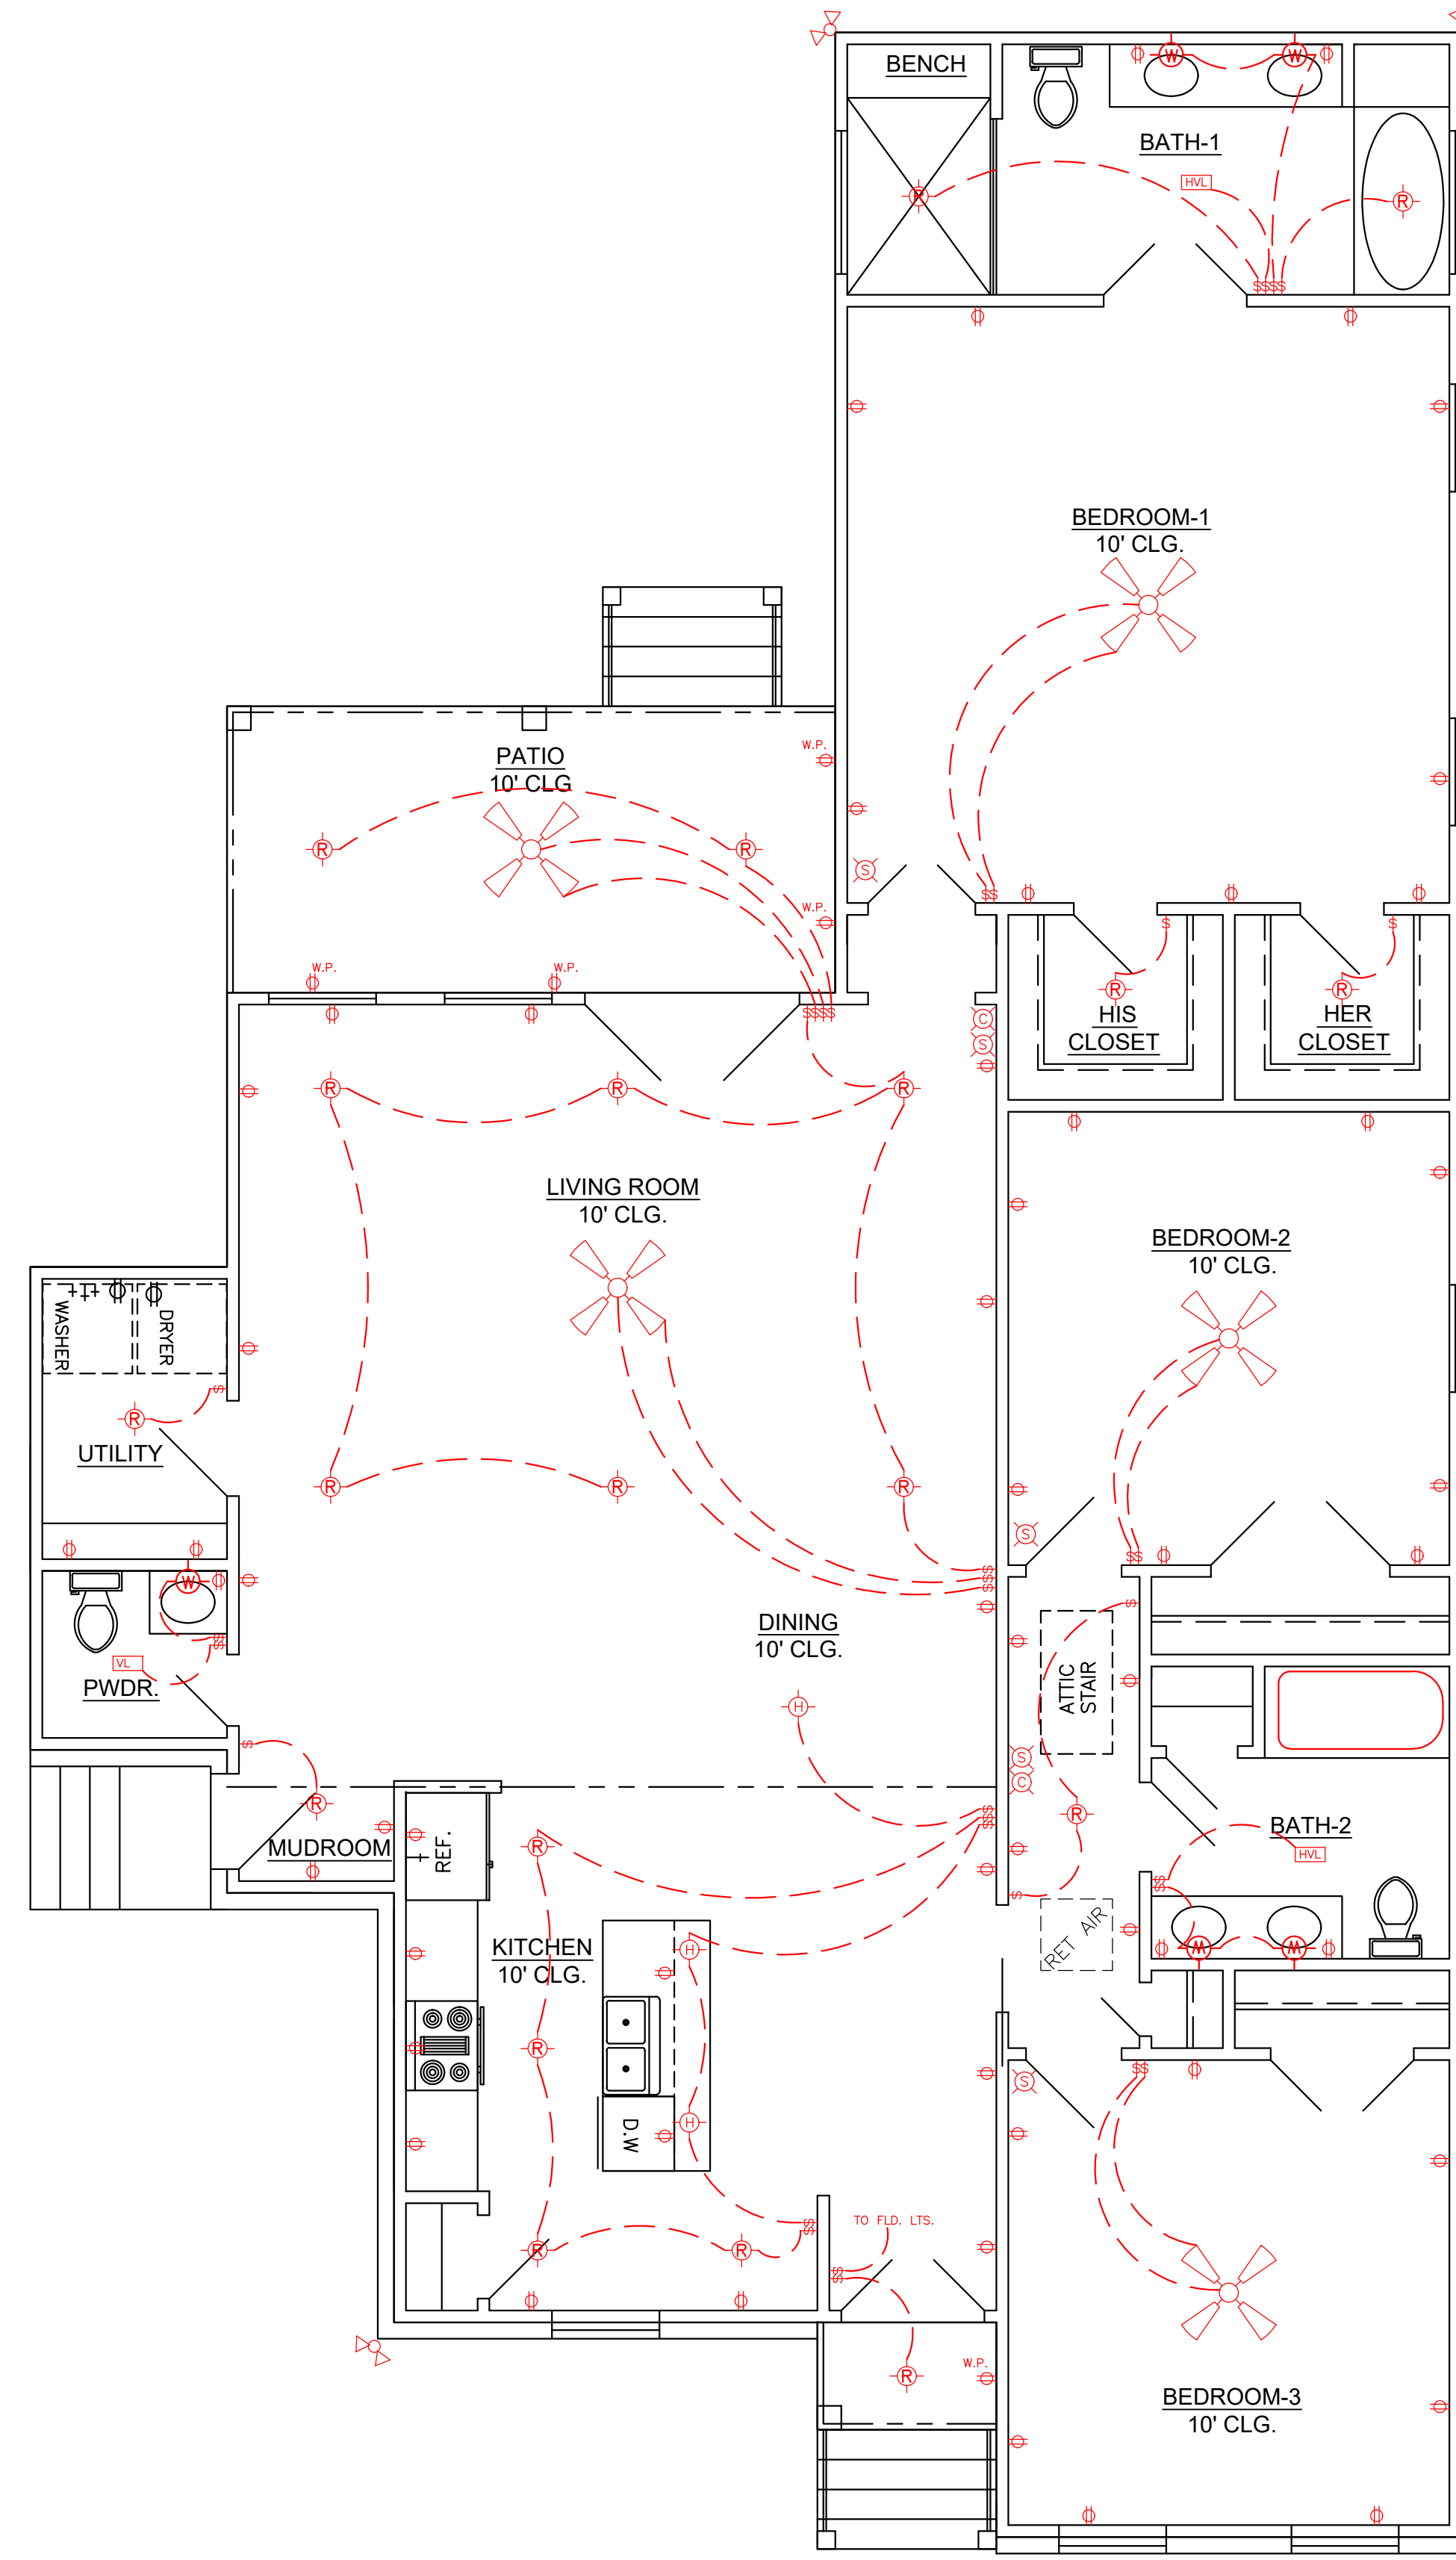 BENCH
W
W
BATH-1
HVL
R
R
$$$$
BEDROOM-1
10' CLG.
PATIO
10' CLG
W.P.
R
R
S
$$
W.P.
$
$
W.P.
W.P.
R
R
$$$$
C
HIS
CLOSET
HER
CLOSET
S
R
R
R
LIVING ROOM
10' CLG.
BEDROOM-2
10' CLG.
WASHER
DRYER
$
R
UTILITY
R
R
R
S
$$
W
$
$
$
$
DINING
10' CLG.
$
$
VL
PWDR.
ATTIC
STAIR
H
$
S
C
R
R
$
$
$
MUDROOM
REF.
R
BATH-2
HVL
$
$
$
KITCHEN
10' CLG.
H
RET AIR
W
W
R
$$
S
H
D.W
TO FLD. LTS.
$
$
R
R
$
$
W.P.
R
BEDROOM-3
10' CLG.